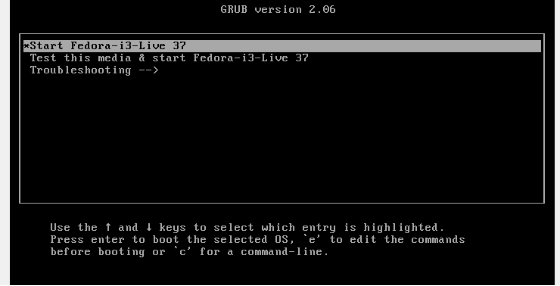 GRUB version 2.06
*Start Fedora-i3-Live 37
Test this media & start Fedora-i3-Live 37
Troubleshooting -->
Use the ↑ and ↓ keys to select which entry is highlighted.
Press enter to boot the selected OS, `e' to edit the commands
before booting or `c' for a command-line.